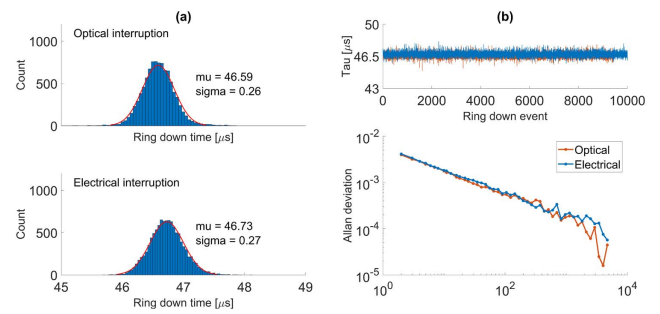 (a)
Optical interruption
1000
500
0
Count
mu = 46.59
sigma = 0.26
Ring down time [μs]
Electrical interruption
1000
500
0
Count
mu = 46.73
sigma = 0.27
45 46 47 48 49
Ring down time [μs]
(b)
50
46.5
43
Tau [μs]
0 2000 4000 6000 8000 10000
Ring down event
10^-2
10^-3
10^-4
10^-5
Allan deviation
Optical
Electrical
10^0 10^2 10^4